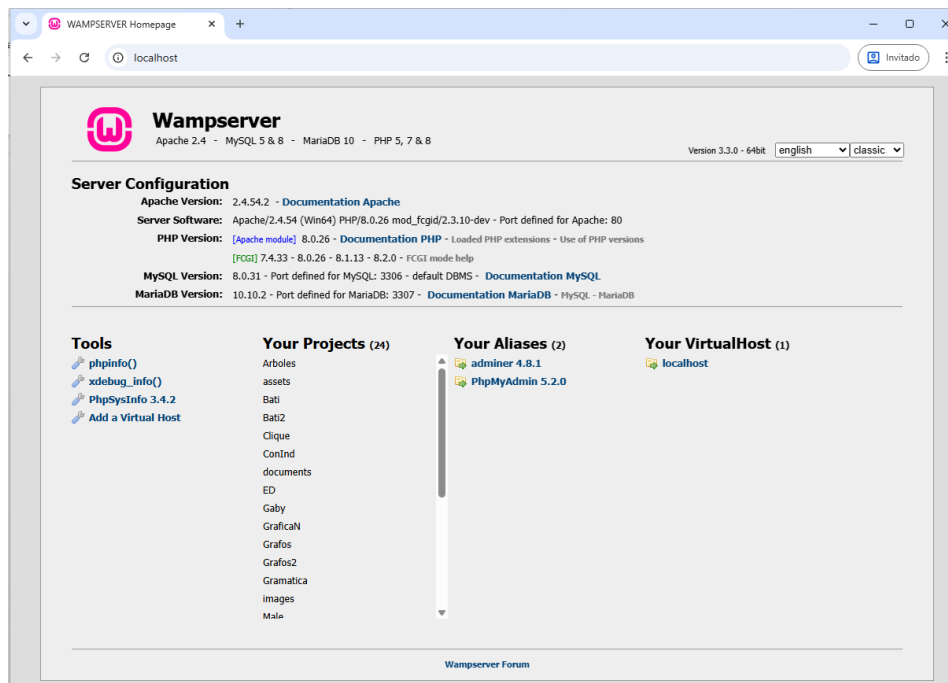 WAMPSERVER Homepage
localhost
Invitado
Wampserver
Apache 2.4 - MySQL 5 & 8 - MariaDB 10 - PHP 5, 7 & 8
Version 3.3.0 - 64bit english classic
Server Configuration
Apache Version: 2.4.54.2 - Documentation Apache
Server Software: Apache/2.4.54 (Win64) PHP/8.0.26 mod_fcgid/2.3.10-dev - Port defined for Apache: 80
PHP Version: [Apache module] 8.0.26 - Documentation PHP - Loaded PHP extensions - Use of PHP versions
[FCGI] 7.4.33 - 8.0.26 - 8.1.13 - 8.2.0 - FCGI mode help
MySQL Version: 8.0.31 - Port defined for MySQL: 3306 - default DBMS - Documentation MySQL
MariaDB Version: 10.10.2 - Port defined for MariaDB: 3307 - Documentation MariaDB - MySQL - MariaDB
Tools
phpinfo()
xdebug_info()
PhpSysInfo 3.4.2
Add a Virtual Host
Your Projects (24)
Arboles
assets
Bati
Bati2
Clique
ConInd
documents
ED
Gaby
GraficaN
Grafos
Grafos2
Gramatica
images
Male
Your Aliases (2)
adminer 4.8.1
PhpMyAdmin 5.2.0
Your VirtualHost (1)
localhost
Wampserver Forum